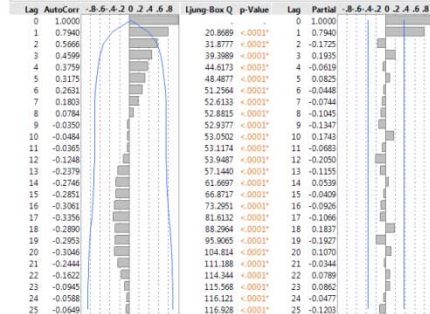 Lag AutoCorr -.8-.6-.4-.2 0 .2 .4 .6 .8 Ljung-Box Q p-Value Lag Partial -.8-.6-.4-.2 0 .2 .4 .6 .8
0 1.0000 . . 0 1.0000
1 0.7940 20.8689 <.0001* 1 0.7940
2 0.5666 31.8777 <.0001* 2 -0.1725
3 0.4599 39.3989 <.0001* 3 0.1935
4 0.3759 44.6173 <.0001* 4 -0.0619
5 0.3175 48.4877 <.0001* 5 0.0825
6 0.2631 51.2564 <.0001* 6 -0.0448
7 0.1803 52.6133 <.0001* 7 -0.0744
8 0.0784 52.8815 <.0001* 8 -0.1045
9 -0.0350 52.9377 <.0001* 9 -0.1347
10 -0.0484 53.0502 <.0001* 10 0.1743
11 -0.0365 53.1174 <.0001* 11 -0.0683
12 -0.1248 53.9487 <.0001* 12 -0.2050
13 -0.2379 57.1440 <.0001* 13 -0.1155
14 -0.2746 61.6697 <.0001* 14 0.0539
15 -0.2851 66.8717 <.0001* 15 -0.0409
16 -0.3061 73.2951 <.0001* 16 -0.0926
17 -0.3356 81.6132 <.0001* 17 -0.1066
18 -0.2890 88.2964 <.0001* 18 0.1837
19 -0.2953 95.9065 <.0001* 19 -0.1927
20 -0.3046 104.814 <.0001* 20 0.1070
21 -0.2444 111.188 <.0001* 21 -0.0344
22 -0.1622 114.344 <.0001* 22 0.0789
23 -0.0945 115.568 <.0001* 23 0.0862
24 -0.0588 116.121 <.0001* 24 -0.0477
25 -0.0649 116.928 <.0001* 25 -0.1203